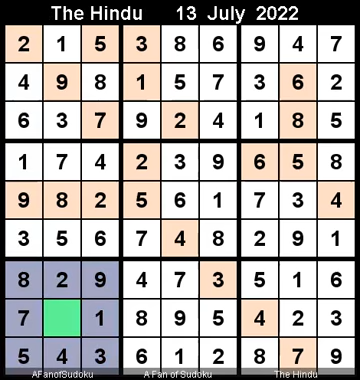 The Hindu 13 July 2022
2 1 5 3 8 6 9 4 7
4 9 8 1 5 7 3 6 2
6 3 7 9 2 4 1 8 5
1 7 4 2 3 9 6 5 8
9 8 2 5 6 1 7 3 4
3 5 6 7 4 8 2 9 1
8 2 9 4 7 3 5 1 6
7 1 8 9 5 4 2 3
5 4 3 6 1 2 8 7 9
AFanofSudoku A Fan of Sudoku The Hindu